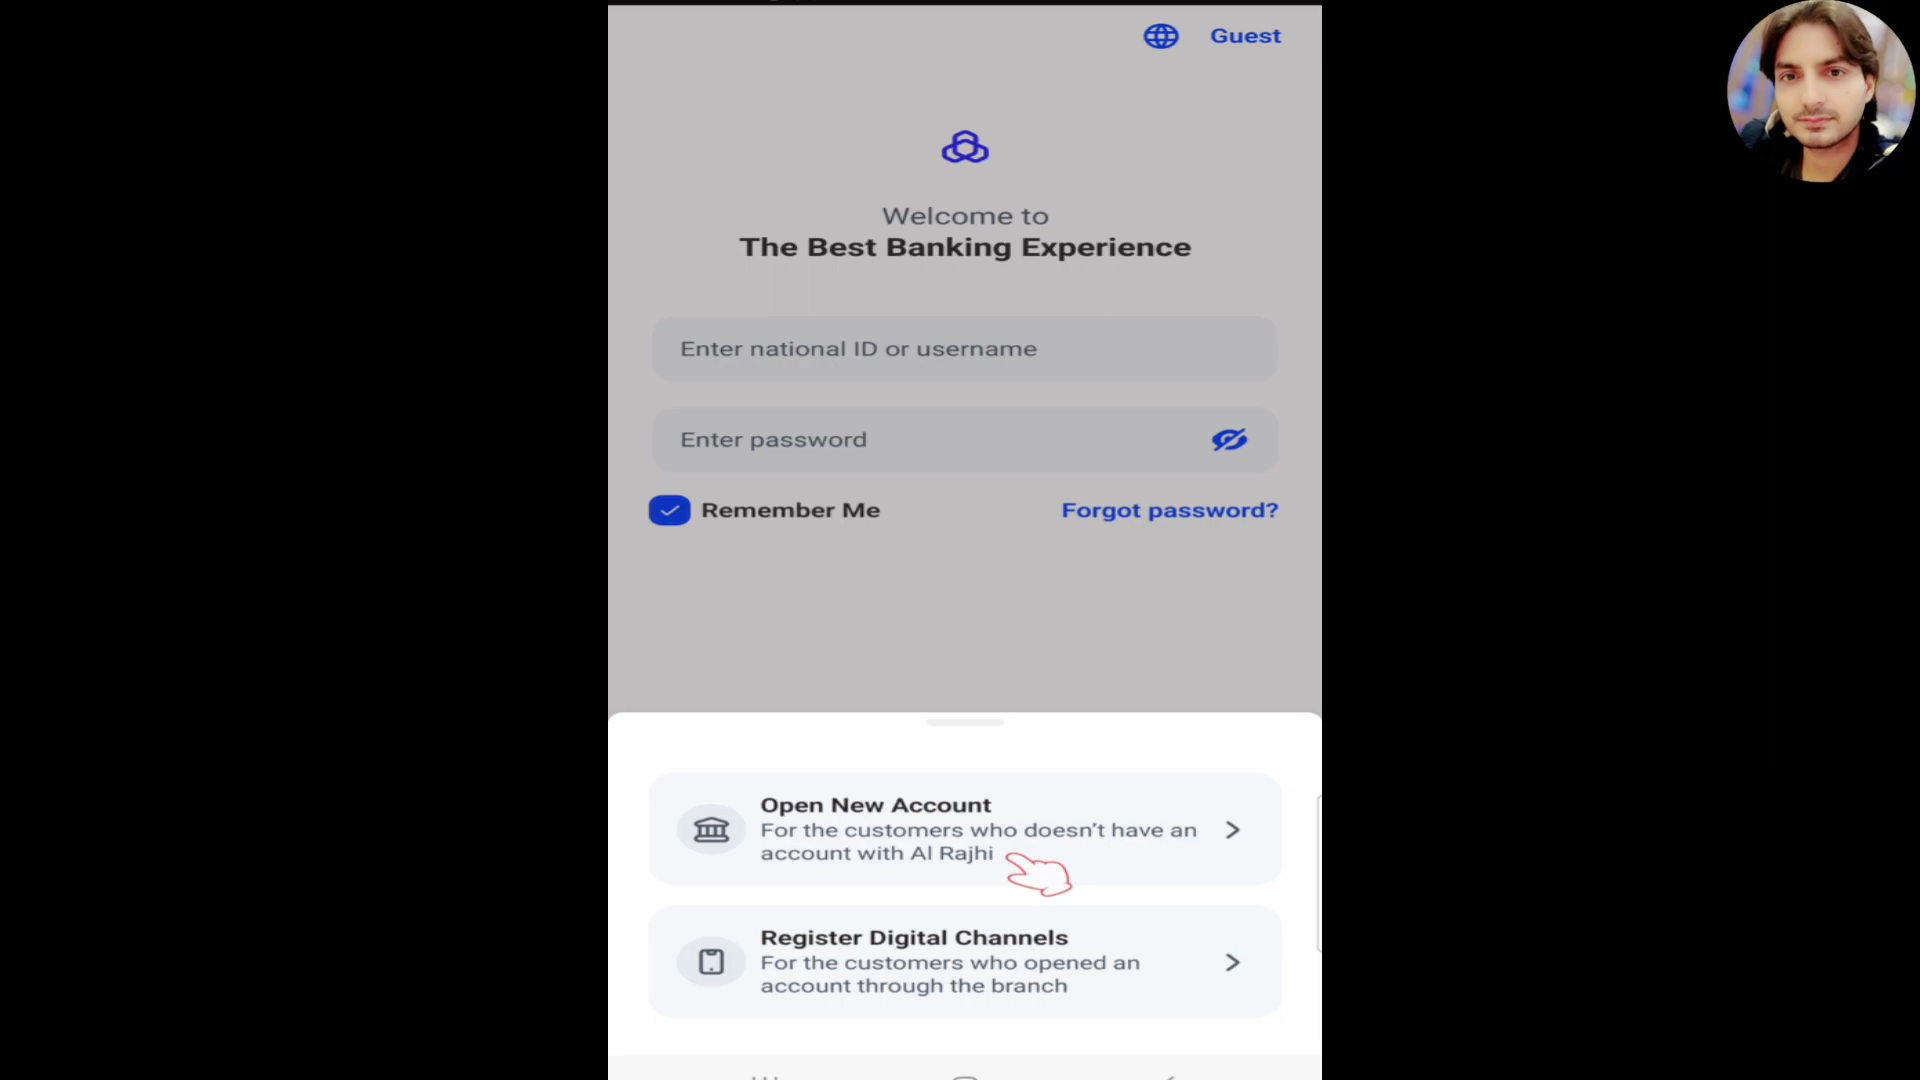 Guest
Welcome to
The Best Banking Experience
Enter national ID or username
Enter password
Remember Me
Forgot password?
Open New Account
For the customers who doesn't have an
account with Al Rajhi
Register Digital Channels
For the customers who opened an
account through the branch